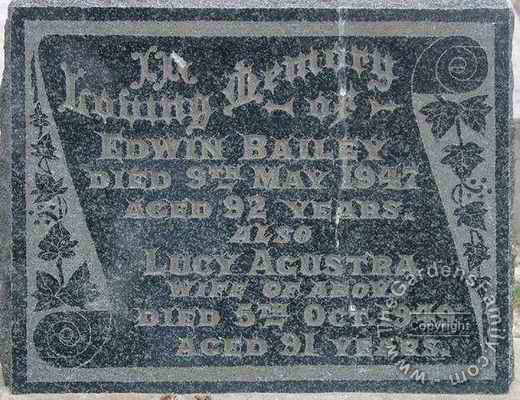 In
Loving Memory
— of —
EDWIN BAILEY
DIED 9TH MAY 1947
AGED 92 YEARS.
ALSO
LUCY AGUSTRA
WIFE OF ABOVE
DIED 5TH OCT
AGED 91 YEARS.
Copyright
www.TheGardensFamily.com